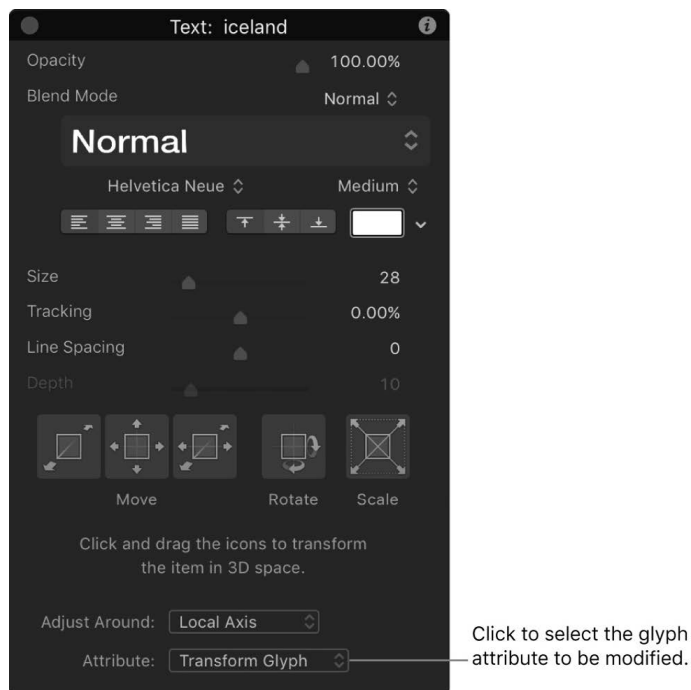 Text: iceland
Opacity 100.00%
Blend Mode Normal
Normal
Helvetica Neue Medium
Size 28
Tracking 0.00%
Line Spacing 0
Depth 10
Move Rotate Scale
Click and drag the icons to transform
the item in 3D space.
Adjust Around: Local Axis
Attribute: Transform Glyph
Click to select the glyph
attribute to be modified.